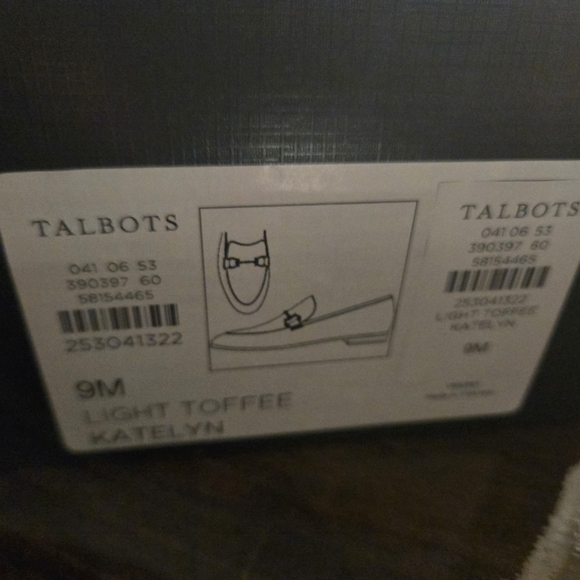 TALBOTS
041 06 53
390397 60
58154465
253041322
9M
LIGHT TOFFEE
KATELYN
TALBOTS
041 06 53
390397 60
58154465
253041322
LIGHT TOFFEE
KATELYN
9M